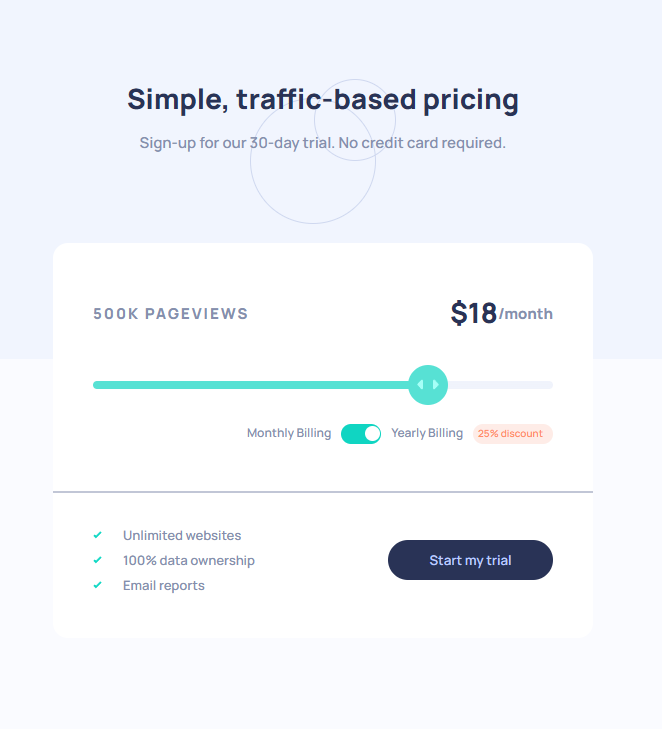 Simple, traffic-based pricing
Sign-up for our 30-day trial. No credit card required.
500K PAGEVIEWS
$18/month
Monthly Billing
Yearly Billing
25% discount
Unlimited websites
100% data ownership
Email reports
Start my trial